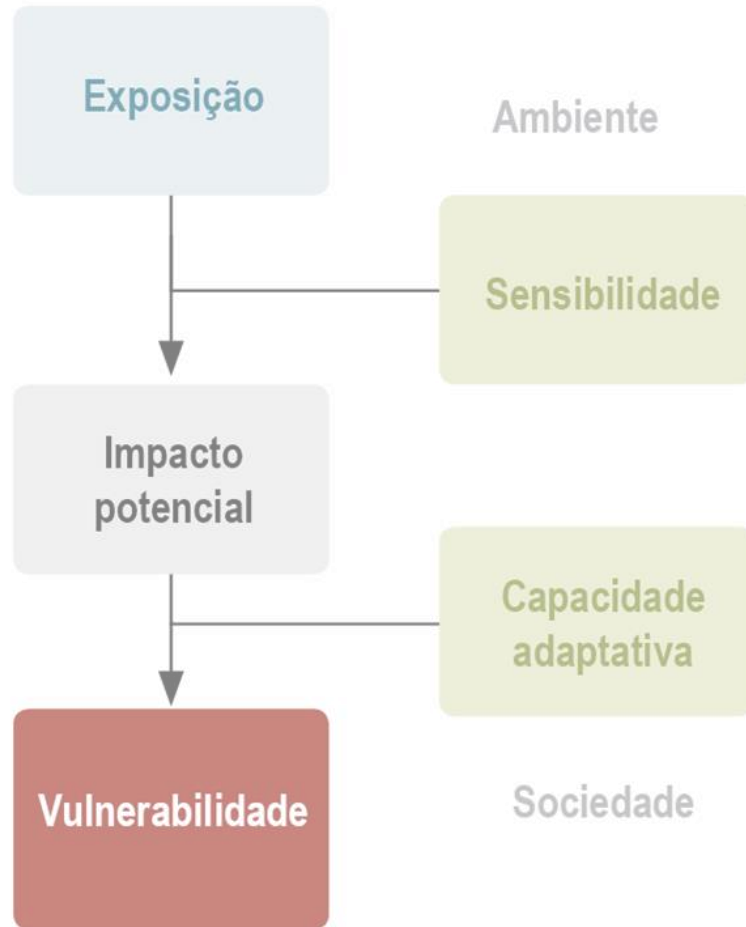 Exposição
Ambiente
Sensibilidade
Impacto
potencial
Capacidade
adaptativa
Vulnerabilidade
Sociedade